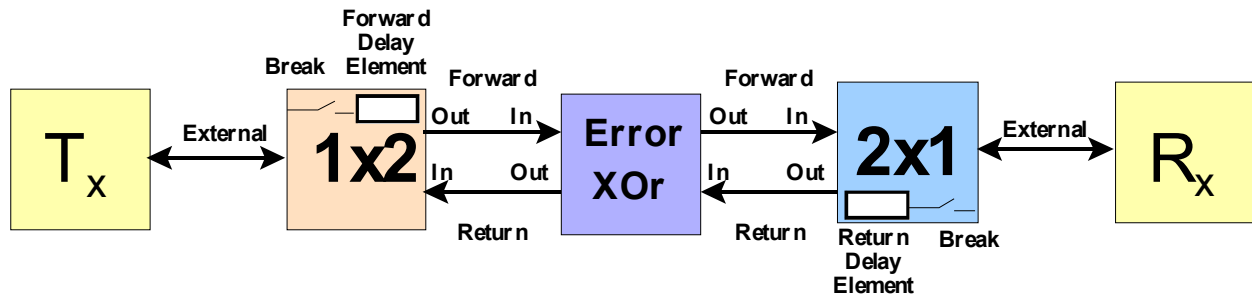 Forward
Delay
Element
Break
Forward
Forward
External
Out In
Out In
External
Tx
1x2
Error
XOr
2x1
Rx
In Out
In Out
Return
Return
Return
Delay
Element
Break